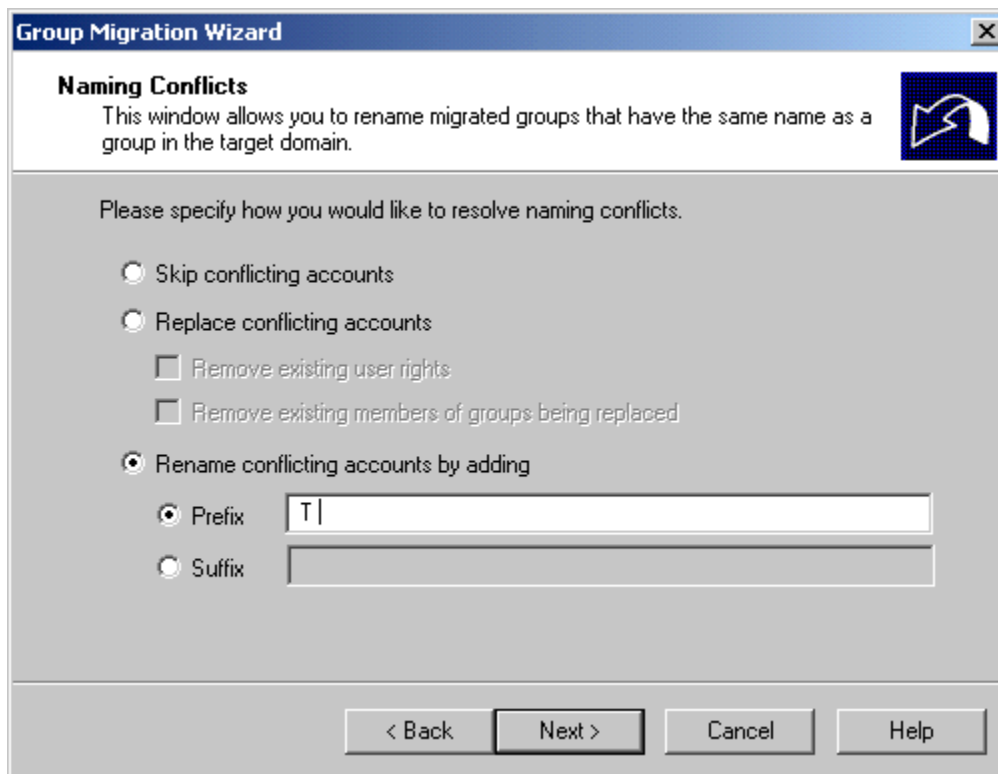 Group Migration Wizard
Naming Conflicts
This window allows you to rename migrated groups that have the same name as a
group in the target domain.
Please specify how you would like to resolve naming conflicts.
Skip conflicting accounts
Replace conflicting accounts
Remove existing user rights
Remove existing members of groups being replaced
Rename conflicting accounts by adding
Prefix T
Suffix
< Back Next > Cancel Help